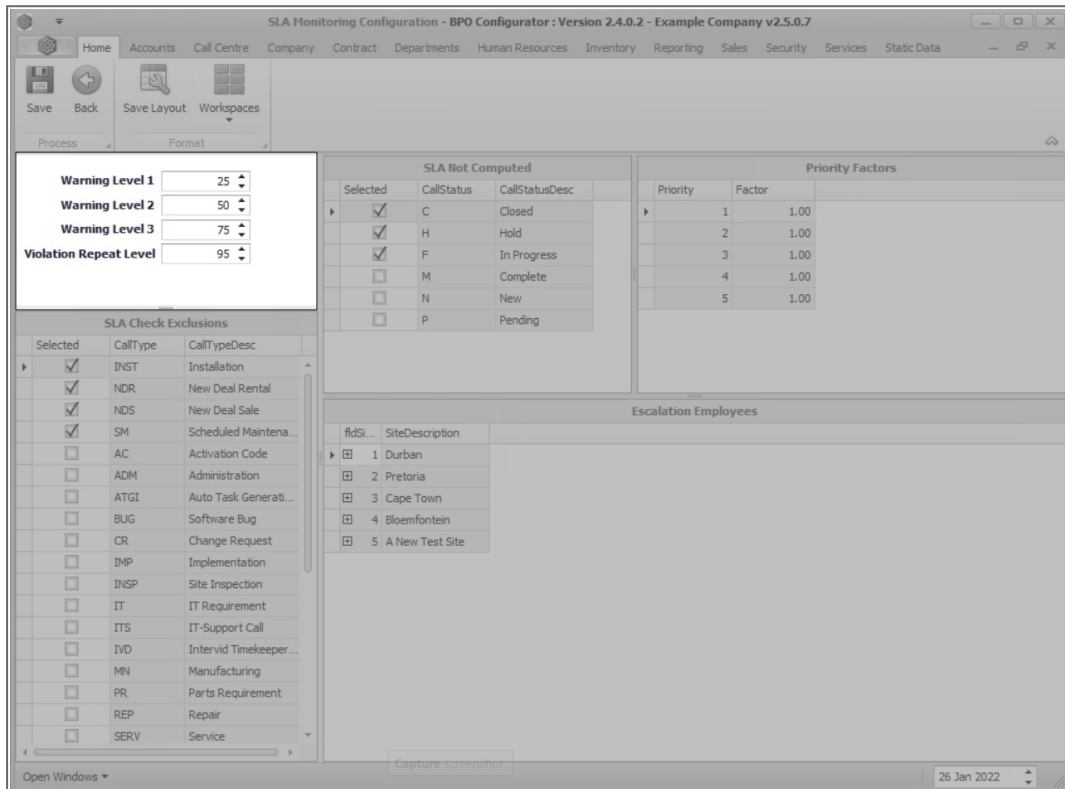 SLA Monitoring Configuration - BPO Configurator : Version 2.4.0.2 - Example Company v2.5.0.7
Home Accounts Call Centre Company Contract Departments Human Resources Inventory Reporting Sales Security Services Static Data
Save Back Save Layout Workspaces
Process Format
Warning Level 1 25
Warning Level 2 50
Warning Level 3 75
Violation Repeat Level 95
SLA Check Exclusions
Selected CallType CallTypeDesc
INST Installation
NDR New Deal Rental
NDS New Deal Sale
SM Scheduled Maintena...
AC Activation Code
ADM Administration
ATGI Auto Task Generati...
BUG Software Bug
CR Change Request
IMP Implementation
INSP Site Inspection
IT IT Requirement
ITS IT-Support Call
IVD Intervid Timekeeper...
MN Manufacturing
PR Parts Requirement
REP Repair
SERV Service
SLA Not Computed
Selected CallStatus CallStatusDesc
C Closed
H Hold
F In Progress
M Complete
N New
P Pending
Priority Factors
Priority Factor
1 1.00
2 1.00
3 1.00
4 1.00
5 1.00
Escalation Employees
fldSi... SiteDescription
1 Durban
2 Pretoria
3 Cape Town
4 Bloemfontein
5 A New Test Site
Capture screenshot.
Open Windows 26 Jan 2022